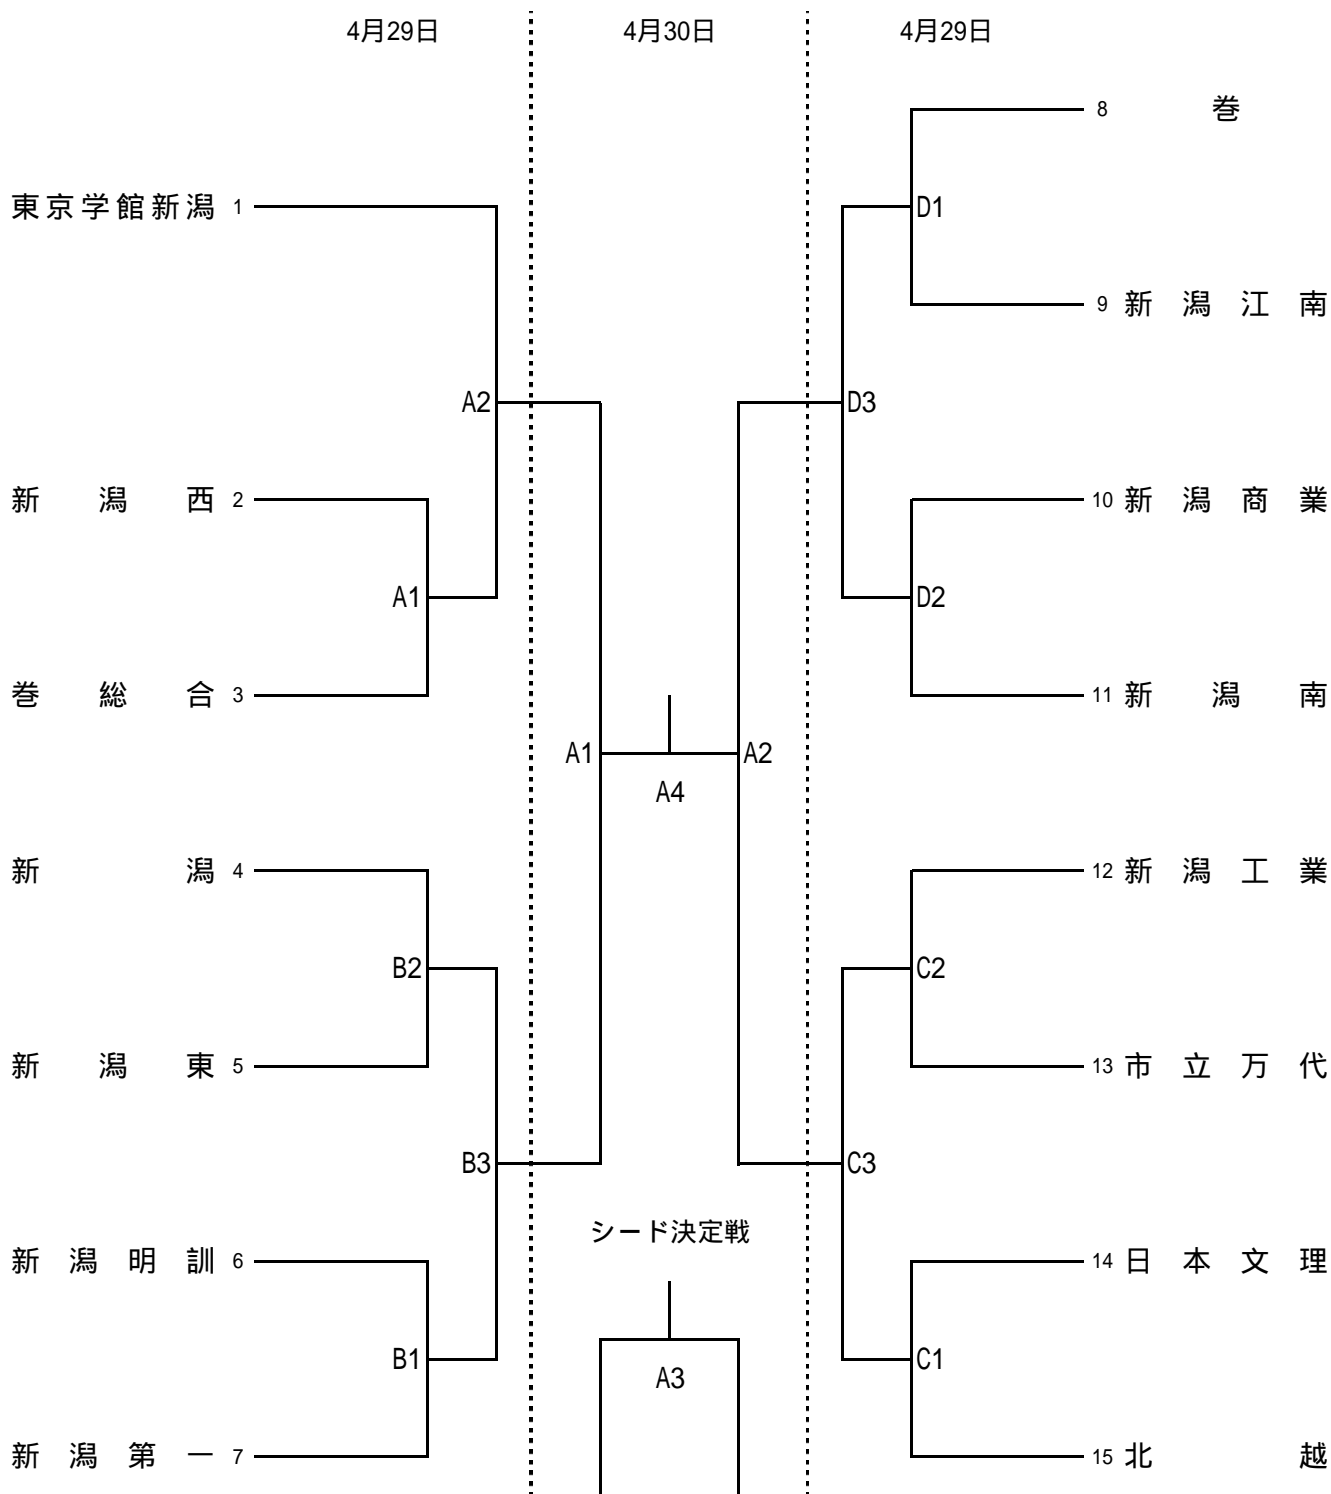 4月29日 4月30日 4月29日
8 巻
東京学館新潟 1
D1
9 新潟江南
A2
D3
新潟西 2
10 新潟商業
A1
D2
巻総合 3
11 新潟南
A1
A2
A4
新潟 4
12 新潟工業
B2
C2
新潟東 5
13 市立万代
B3
C3
シード決定戦
新潟明訓 6
14 日本文理
B1
A3
C1
新潟第一 7
15 北越